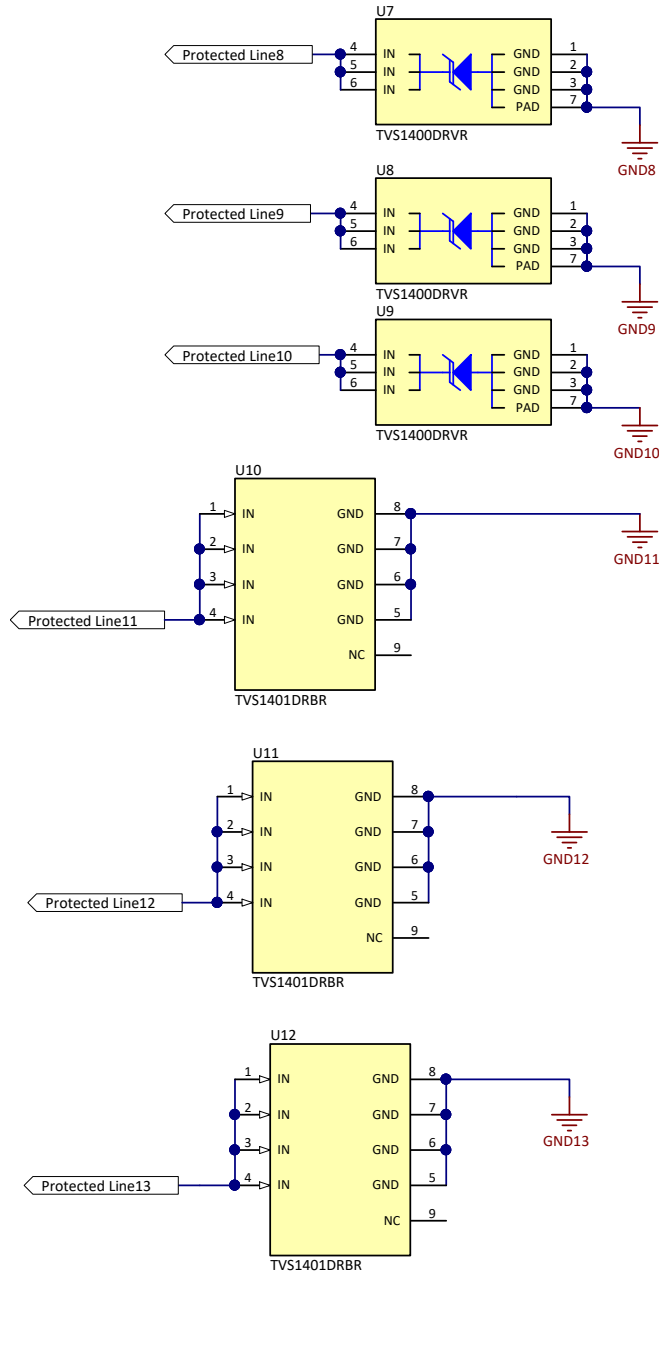 U7
Protected Line8
4 IN GND 1
5 IN GND 2
6 IN GND 3
PAD 7
TVS1400DRVR
GND8
U8
Protected Line9
4 IN GND 1
5 IN GND 2
6 IN GND 3
PAD 7
TVS1400DRVR
GND9
U9
Protected Line10
4 IN GND 1
5 IN GND 2
6 IN GND 3
PAD 7
TVS1400DRVR
GND10
U10
1 IN GND 8
2 IN GND 7
3 IN GND 6
Protected Line11 4 IN GND 5
NC 9
TVS1401DRBR
GND11
U11
1 IN GND 8
2 IN GND 7
3 IN GND 6
Protected Line12 4 IN GND 5
NC 9
TVS1401DRBR
GND12
U12
1 IN GND 8
2 IN GND 7
3 IN GND 6
Protected Line13 4 IN GND 5
NC 9
TVS1401DRBR
GND13